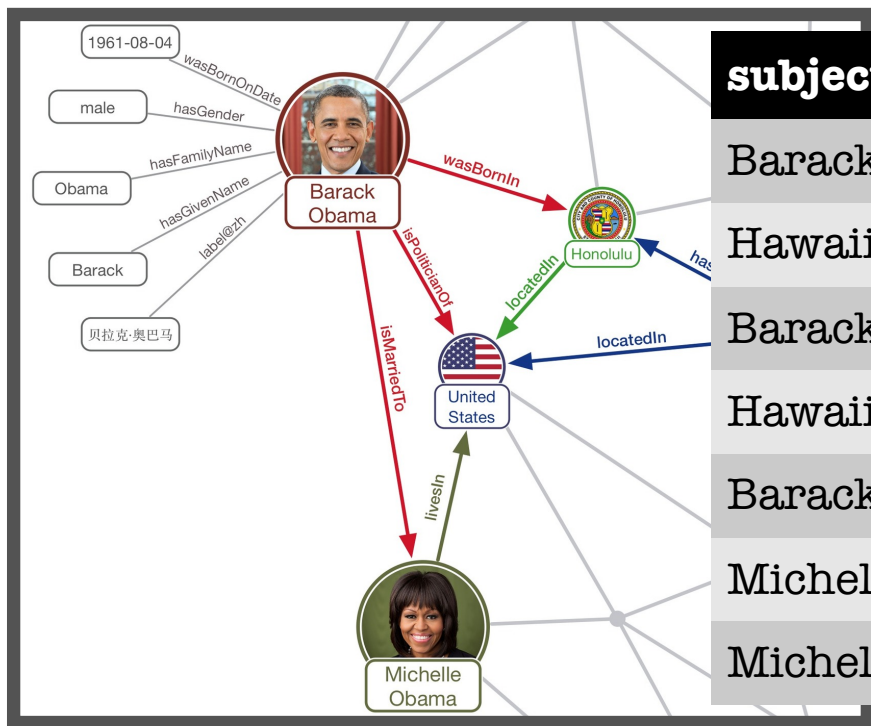 1961-08-04
wasBornOnDate
male
hasGender
hasFamilyName
Obama
hasGivenName
Barack
label@zh
贝拉克·奥巴马
Barack
Obama
wasBornIn
isPoliticianOf
isMarriedTo
Honolulu
locatedIn
has
locatedIn
United
States
livesIn
Michelle
Obama
subject
Barack
Hawaii
Barack
Hawaii
Barack
Michel
Michel